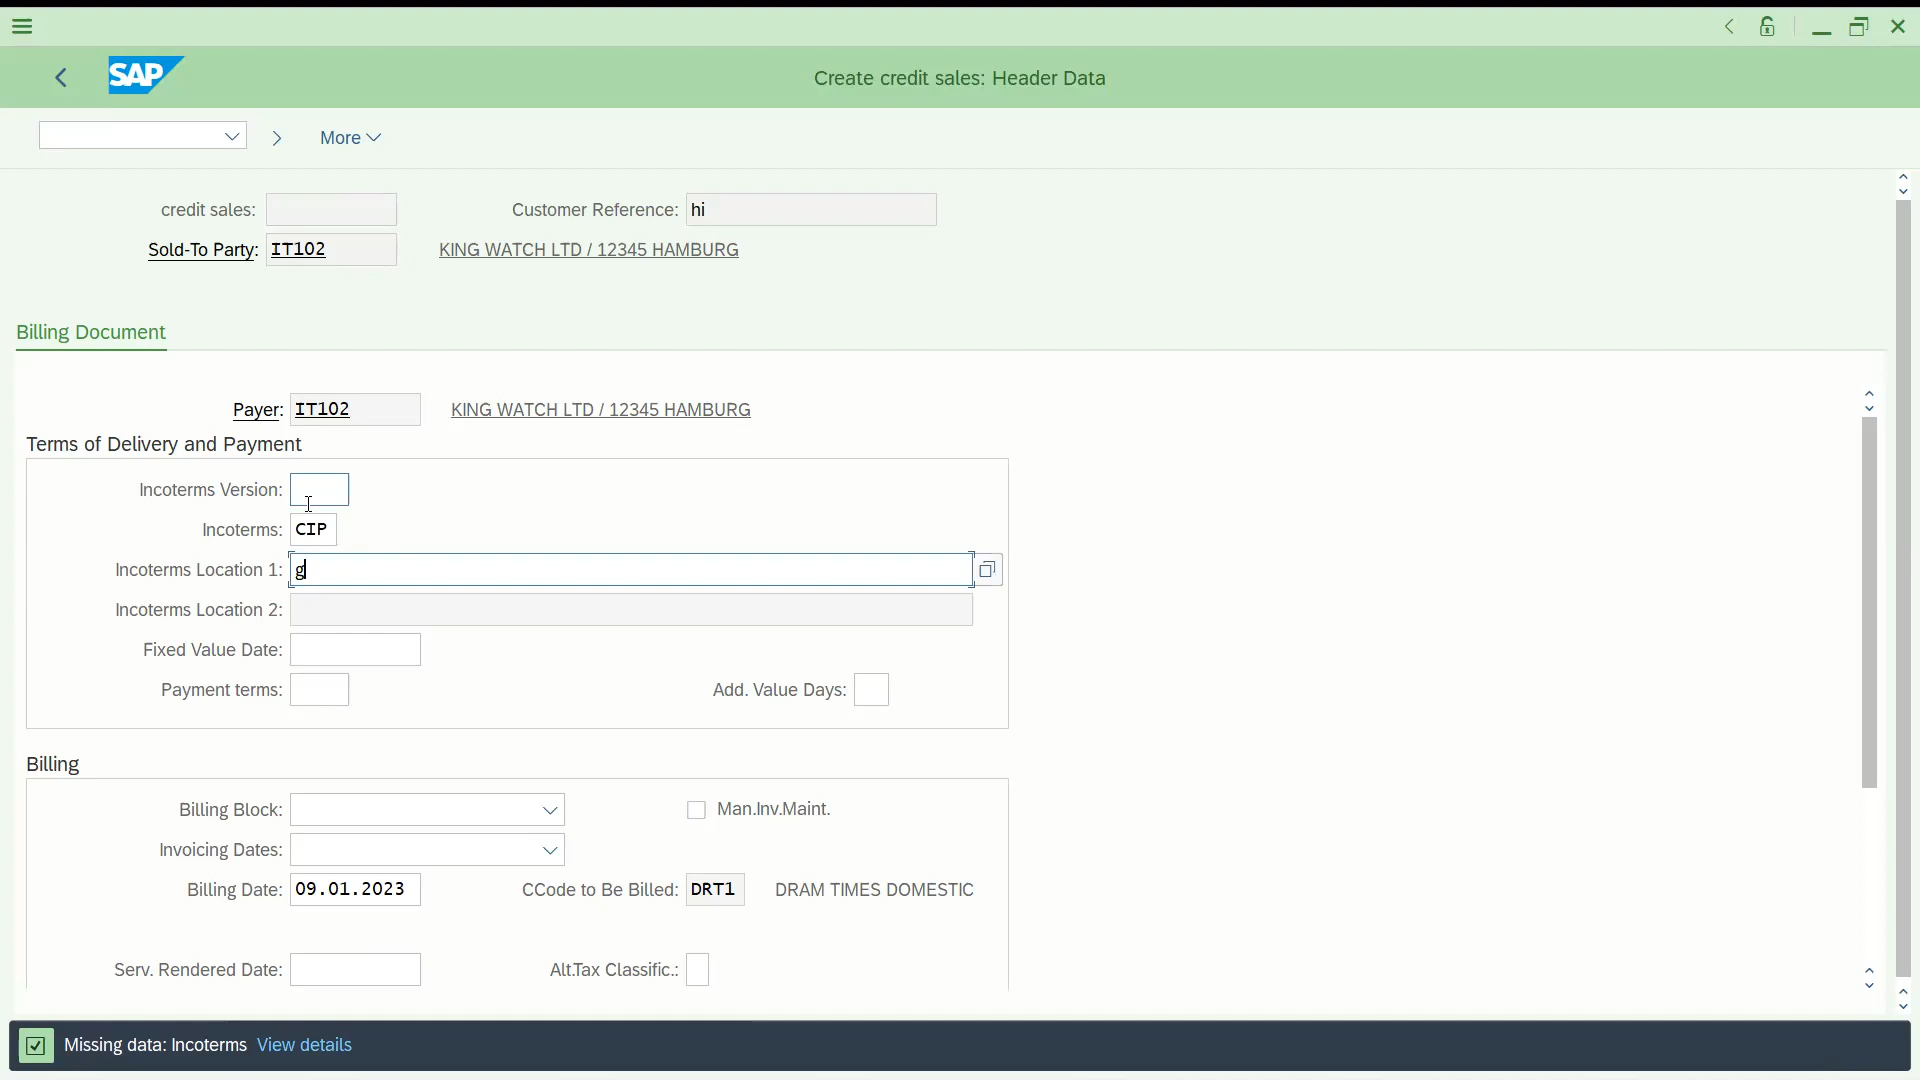 SAP
Create credit sales: Header Data
More
credit sales:
Customer Reference: hi
Sold-To Party: IT102 KING WATCH LTD / 12345 HAMBURG
Billing Document
Payer: IT102 KING WATCH LTD / 12345 HAMBURG
Terms of Delivery and Payment
Incoterms Version:
Incoterms: CIP
Incoterms Location 1: g
Incoterms Location 2:
Fixed Value Date:
Payment terms: Add. Value Days:
Billing
Billing Block: Man.Inv.Maint.
Invoicing Dates:
Billing Date: 09.01.2023 CCode to Be Billed: DRT1 DRAM TIMES DOMESTIC
Serv. Rendered Date: Alt.Tax Classific.:
Missing data: Incoterms View details